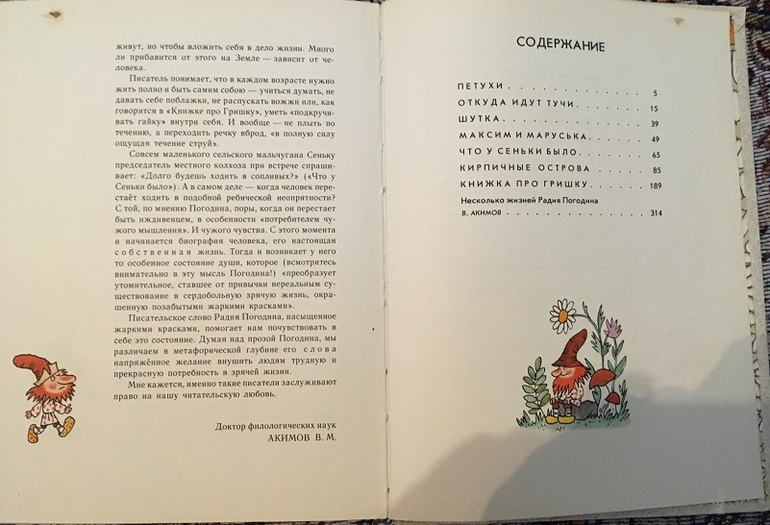 живут, но чтобы вложить себя в дело жизни. Много
ли прибавится от этого на Земле — зависит от че-
ловека.
Писатель понимает, что в каждом возрасте нужно
жить полно и быть самим собою — учиться думать, не
давать себе поблажки, не распускать вожжи или, как
говорится в «Книжке про Гришку», уметь «подкручи-
вать гайку» внутри себя. И вообще — не плыть по
течению, а переходить речку вброд, «в полную силу
ощущая течение струй».
Совсем маленького сельского мальчугана Сеньку
председатель местного колхоза при встрече спраши-
вает: «Долго будешь ходить в сопливых?» («Что у
Сеньки было»). А в самом деле — когда человек перес-
таёт ходить в подобной ребяческой неопрятности?
С той, по мнению Погодина, поры, когда он перестает
быть иждивенцем, в особенности «потребителем чу-
жого мышления». И чужого чувства. С этого момента
и начинается биография человека, его настоящая
собственная жизнь. Тогда и возникает у него
то особенное состояние души, которое (всмотритесь
внимательно в эту мысль Погодина!) «преобразует
утомительное, ставшее от привычки нереальным су-
ществование в сердобольную зрячую жизнь, окра-
шенную позабытыми жаркими красками».
Писательское слово Радия Погодина, насыщенное
жаркими красками, помогает нам почувствовать в
себе это состояние. Думая над прозой Погодина, мы
различаем в метафорической глубине его слова
напряжённое желание внушить людям трудную и
прекрасную потребность в зрячей жизни.
Мне кажется, именно такие писатели заслуживают
право на нашу читательскую любовь.
Доктор филологических наук
АКИМОВ В. М.
СОДЕРЖАНИЕ
ПЕТУХИ . . . . . . . . . . . . 5
ОТКУДА ИДУТ ТУЧИ . . . . . . . . 15
ШУТКА . . . . . . . . . . . . 39
МАКСИМ И МАРУСЬКА . . . . . . . 49
ЧТО У СЕНЬКИ БЫЛО . . . . . . . 65
КИРПИЧНЫЕ ОСТРОВА . . . . . . . 85
КНИЖКА ПРО ГРИШКУ . . . . . . . 189
Несколько жизней Радия Погодина
В. АКИМОВ . . . . . . . . . . . 314